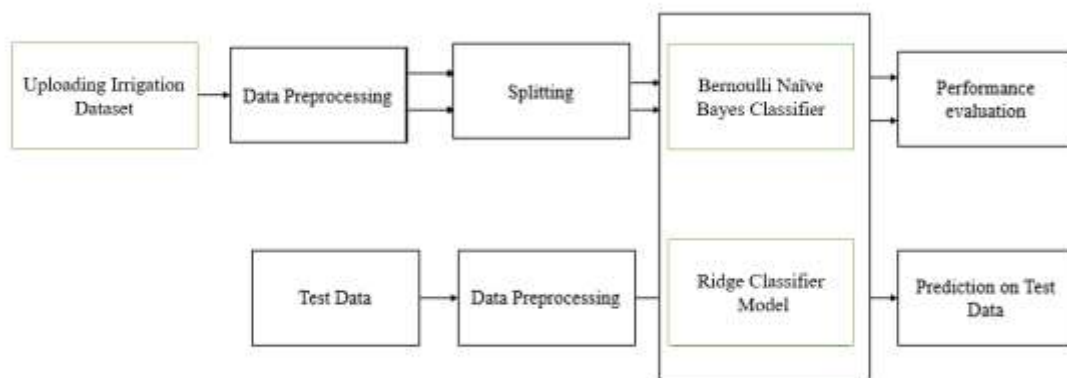 Uploading Irrigation
Dataset
Data Preprocessing
Splitting
Bernoulli Naïve
Bayes Classifier
Performance
evaluation
Test Data
Data Preprocessing
Ridge Classifier
Model
Prediction on Test
Data